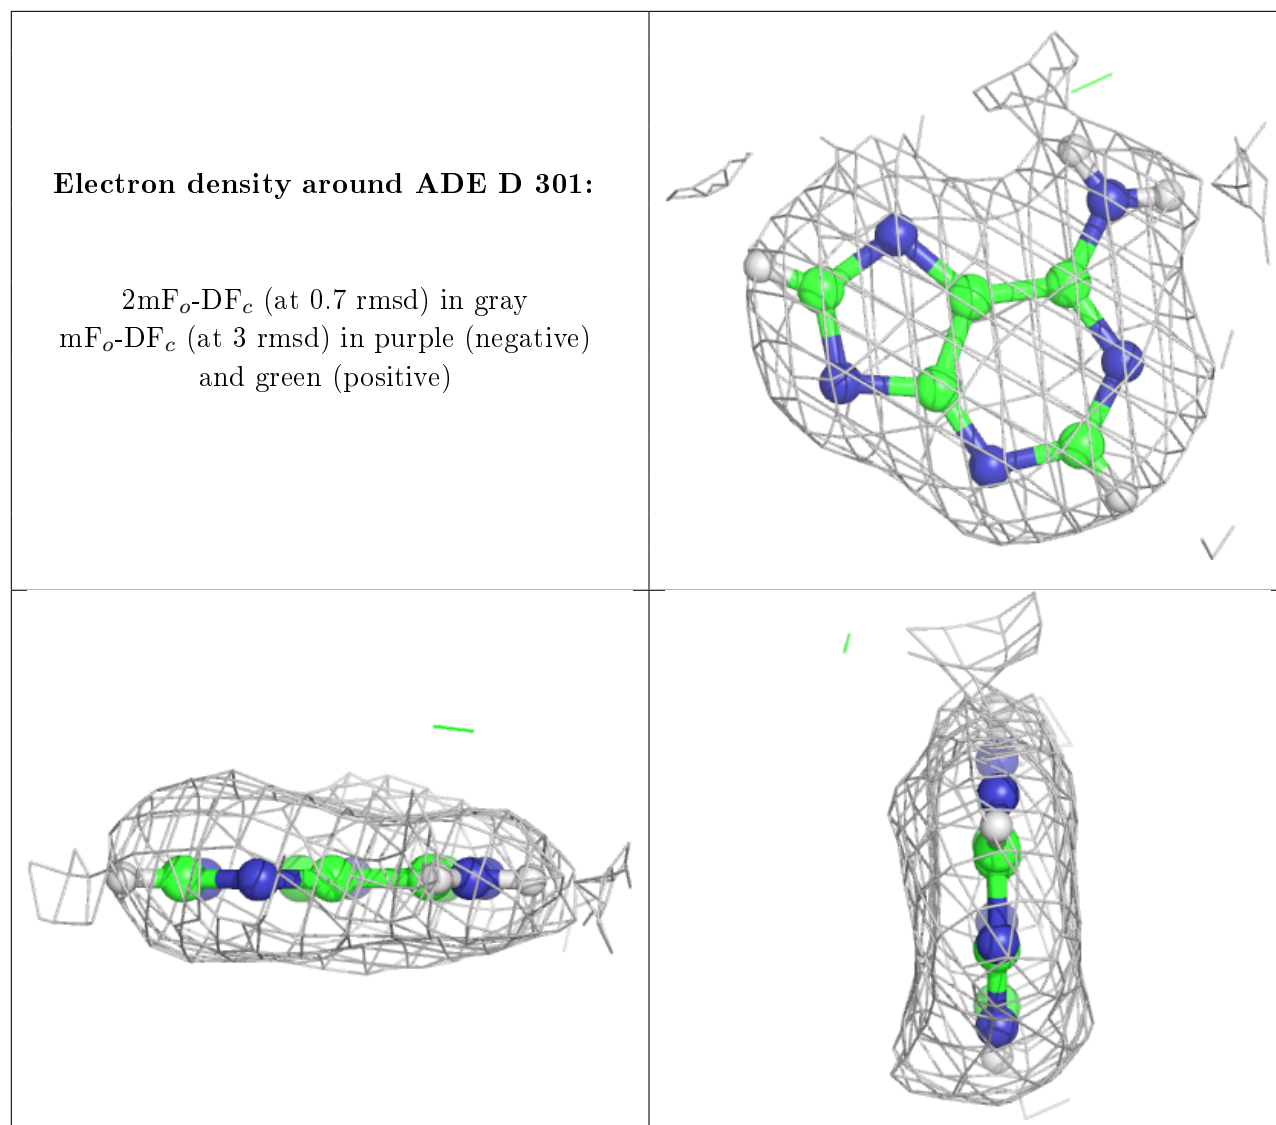 Electron density around ADE D 301:
2mFo-DFc (at 0.7 rmsd) in gray
mFo-DFc (at 3 rmsd) in purple (negative)
and green (positive)